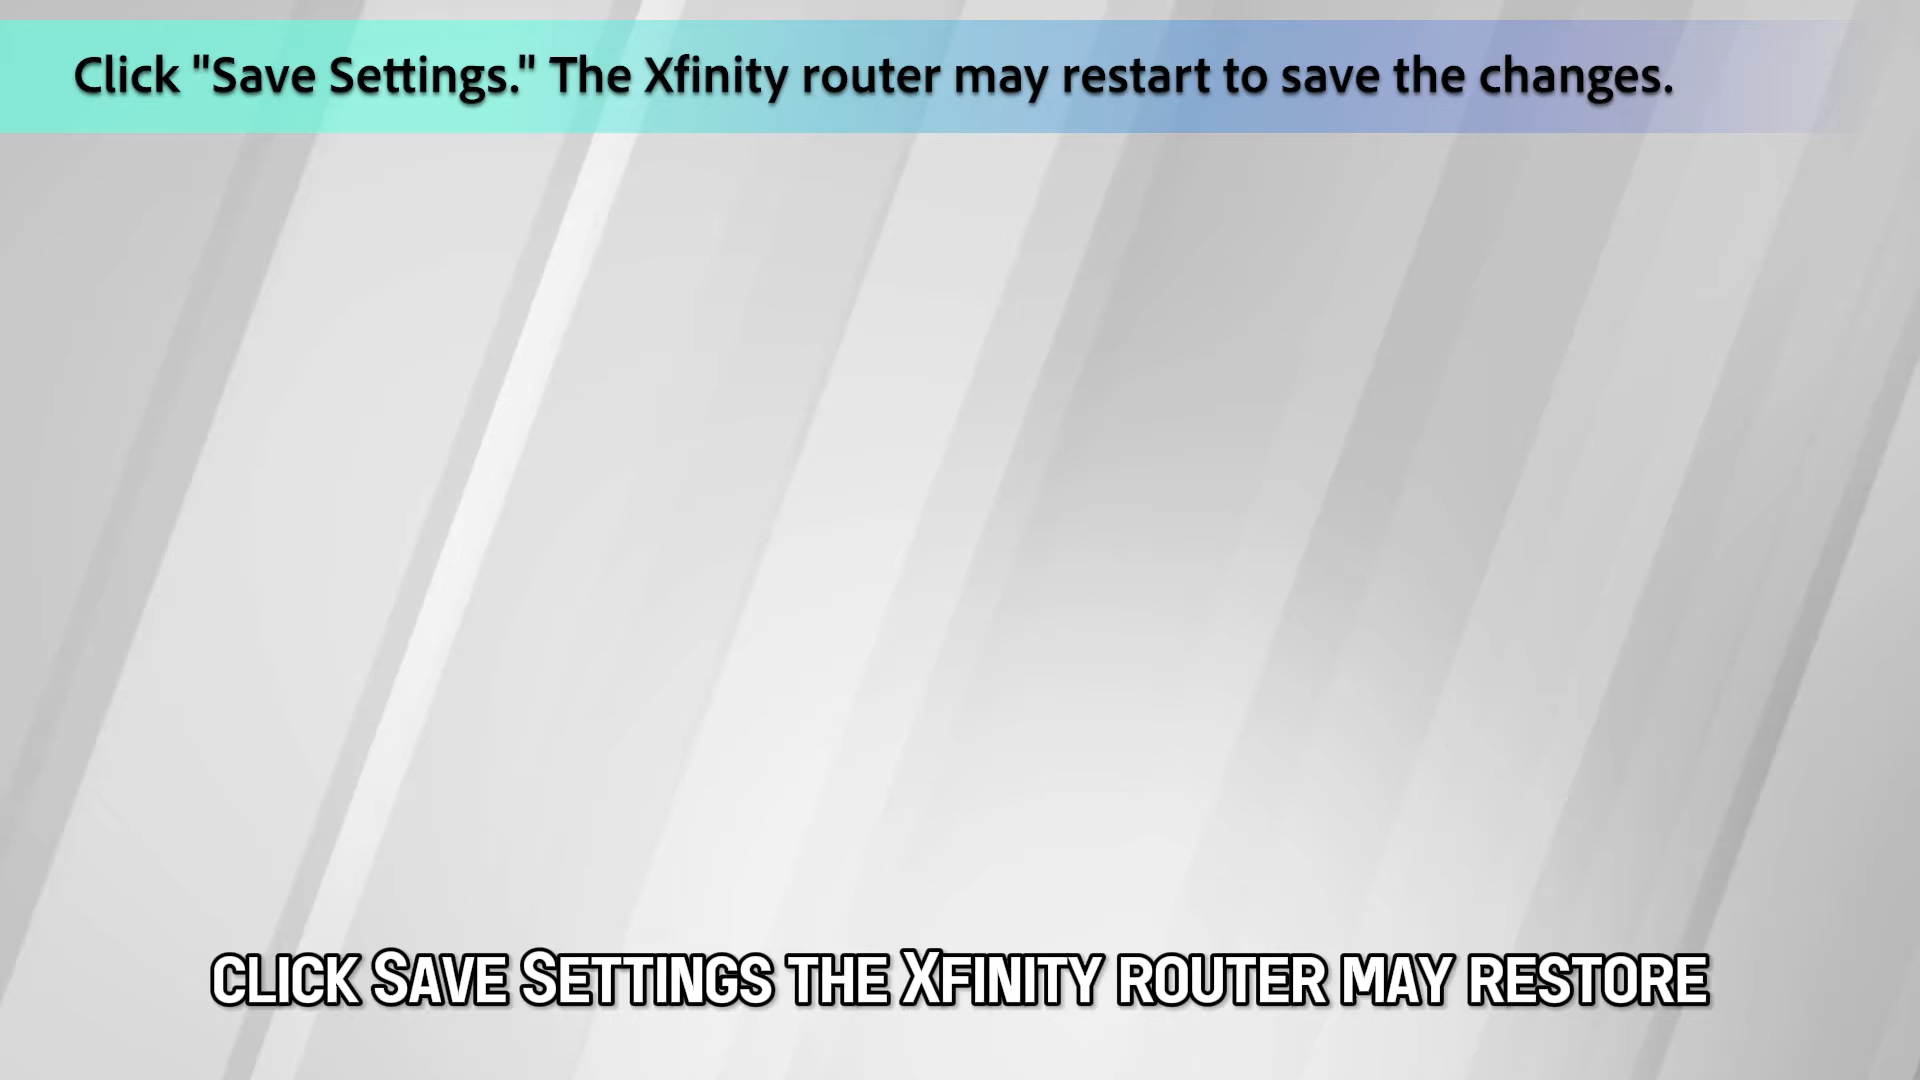 Click "Save Settings." The Xfinity router may restart to save the changes.
CLICK SAVE SETTINGS THE XFINITY ROUTER MAY RESTORE